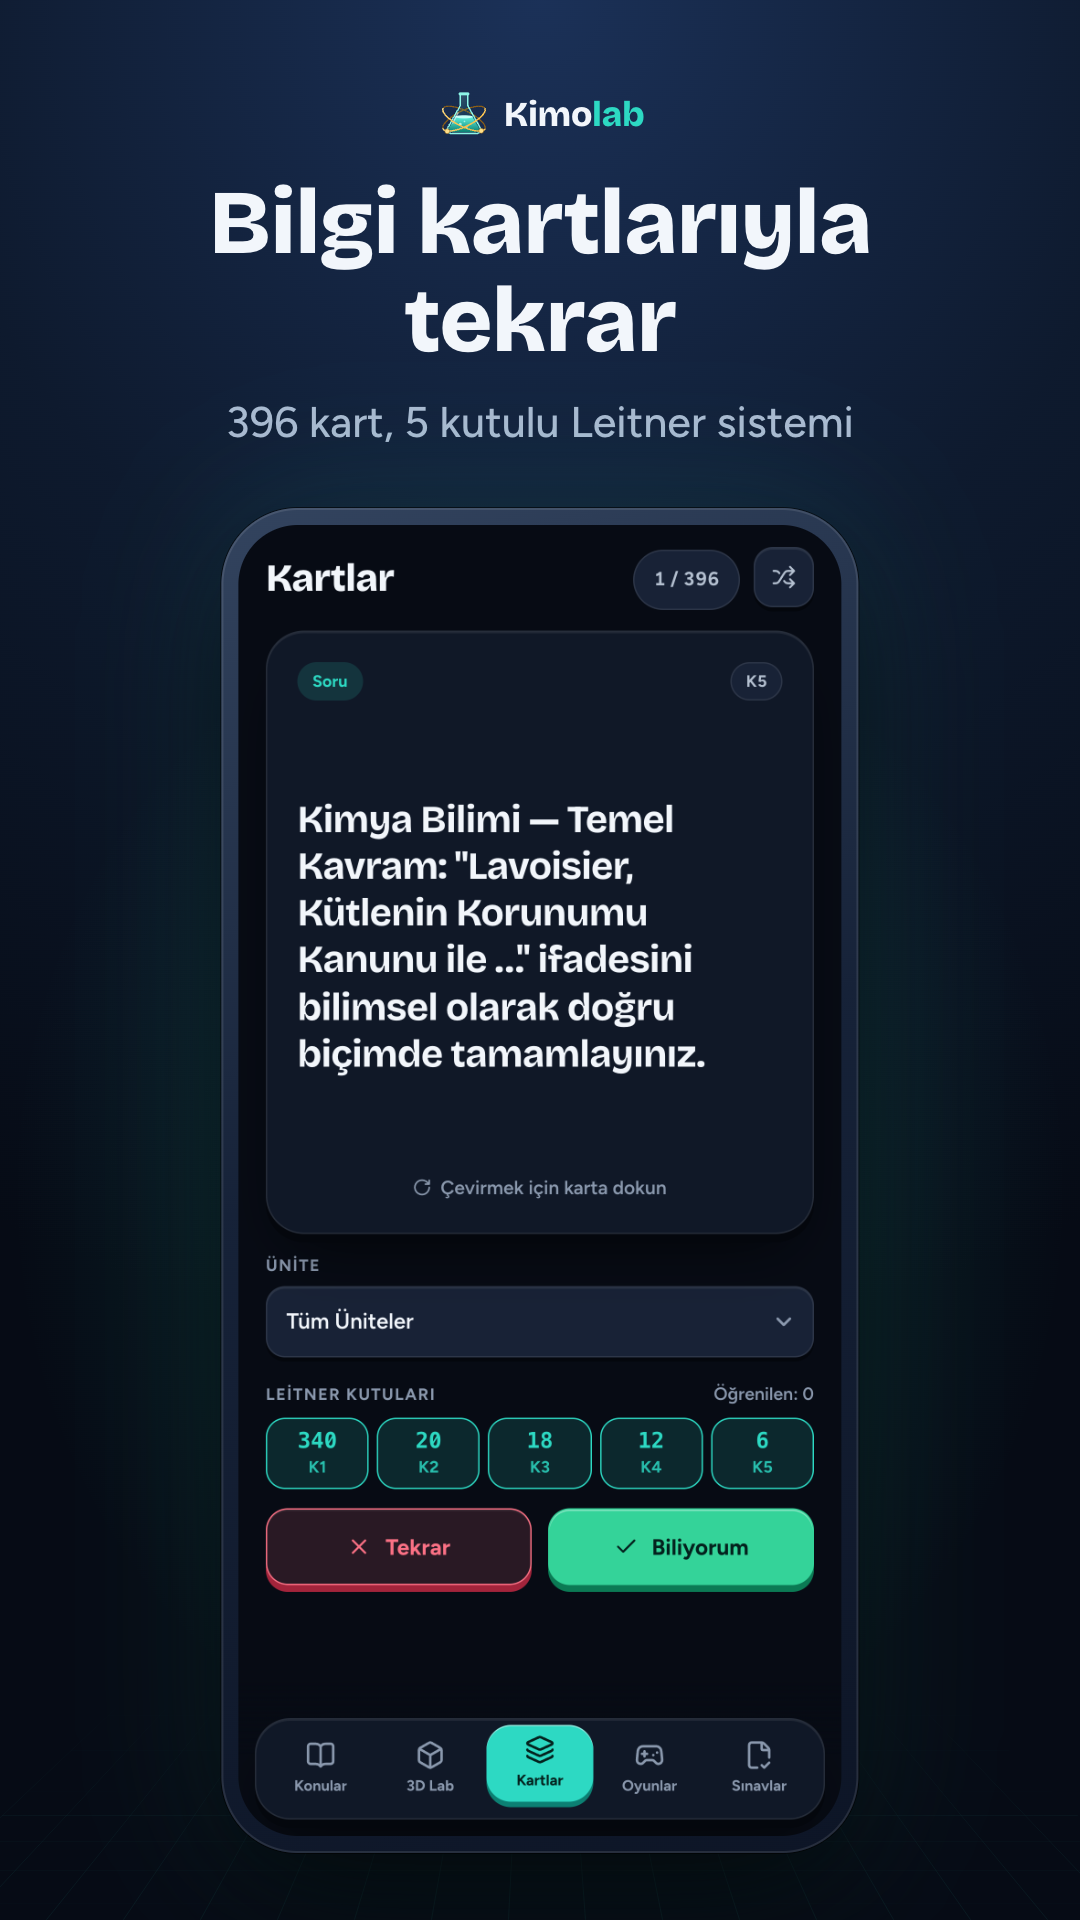 Kimolab
Bilgi kartlarıyla
tekrar
396 kart, 5 kutulu Leitner sistemi
Kartlar
1 / 396
Soru
K5
Kimya Bilimi — Temel
Kavram: "Lavoisier,
Kütlenin Korunumu
Kanunu ile ..." ifadesini
bilimsel olarak doğru
biçimde tamamlayınız.
Çevirmek için karta dokun
ÜNİTE
Tüm Üniteler
LEİTNER KUTULARI
Öğrenilen: 0
340
K1
20
K2
18
K3
12
K4
6
K5
Tekrar
Biliyorum
Konular
3D Lab
Kartlar
Oyunlar
Sınavlar